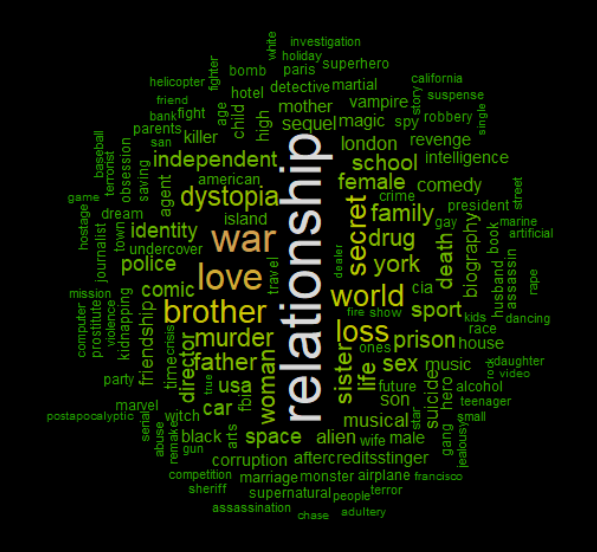 investigation
white
holiday
fighter
bomb
paris
superhero
helicopter
hotel
detective
martial
california
story
suspense
friend
age
mother
vampire
bank
fight
child
high
sequel
magic
spy
robbery
single
parents
killer
london
revenge
san
baseball
terrorist
obsession
saving
independent
school
intelligence
agent
american
female
crime
comedy
game
dystopia
relationship
secret
family
president
street
hostage
dream
island
gay
marine
journalist
town
identity
war
drug
death
biography
book
artificial
undercover
travel
dealer
york
husband
assassin
rape
police
love
mission
kidnapping
comic
world
cia
computer
prostitute
violence
friendship
brother
fire
show
sport
kids
dancing
race
murder
loss
prison
house
time
crisis
director
father
woman
sister
life
ones
sex
music
daughter
rock
video
party
true
usa
fbi
future
suicide
hero
alcohol
marvel
car
son
teenager
postapocalyptic
serial
witch
musical
star
gang
small
abuse
remake
black
arts
space
alien
wife
male
jealousy
gun
corruption
aftercreditsstinger
competition
marriage
monster
airplane
francisco
sheriff
supernatural
people
terror
assassination
chase
adultery